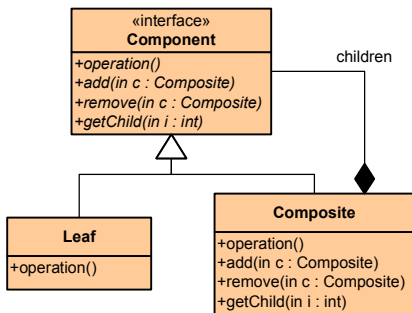 «interface»
Component
+operation()
+add(in c : Composite)
+remove(in c : Composite)
+getChild(in i : int)
children
Leaf
+operation()
Composite
+operation()
+add(in c : Composite)
+remove(in c : Composite)
+getChild(in i : int)